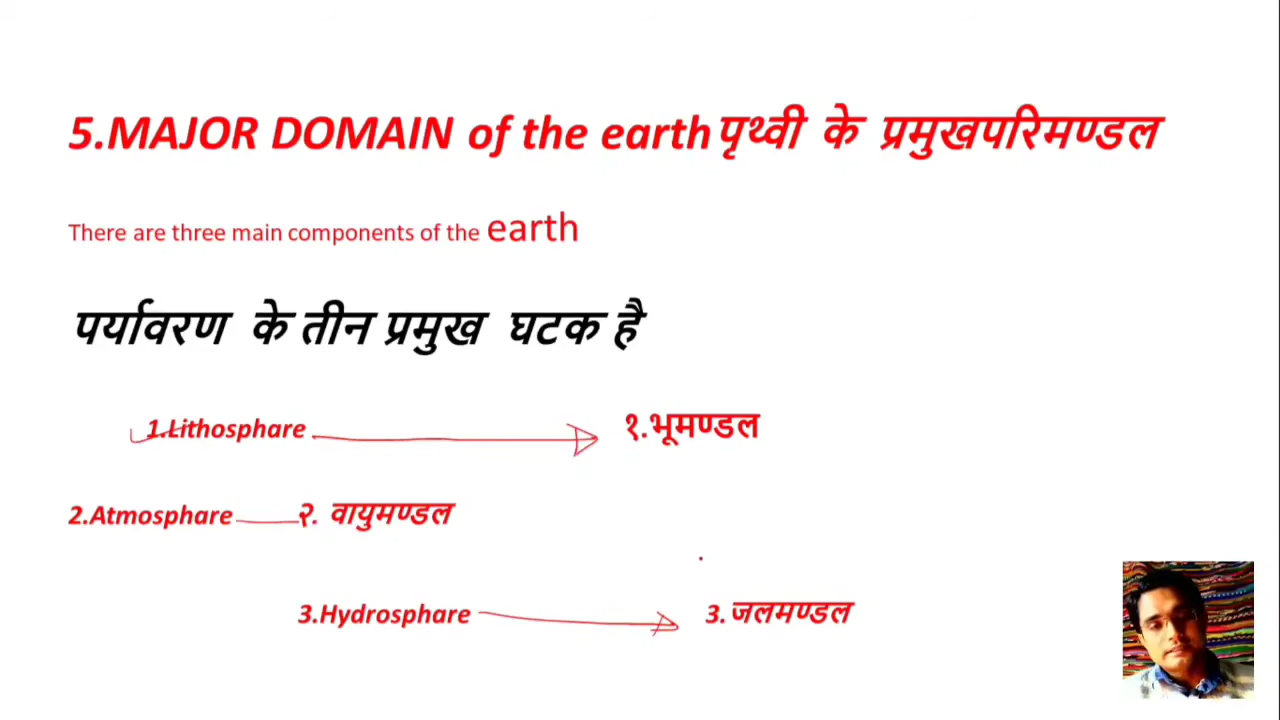 5.MAJOR DOMAIN of the earth पृथ्वी के प्रमुखपरिमण्डल
There are three main components of the earth
पर्यावरण के तीन प्रमुख घटक है
1.Lithosphare १.भूमण्डल
2.Atmosphare २. वायुमण्डल
3.Hydrosphare 3.जलमण्डल